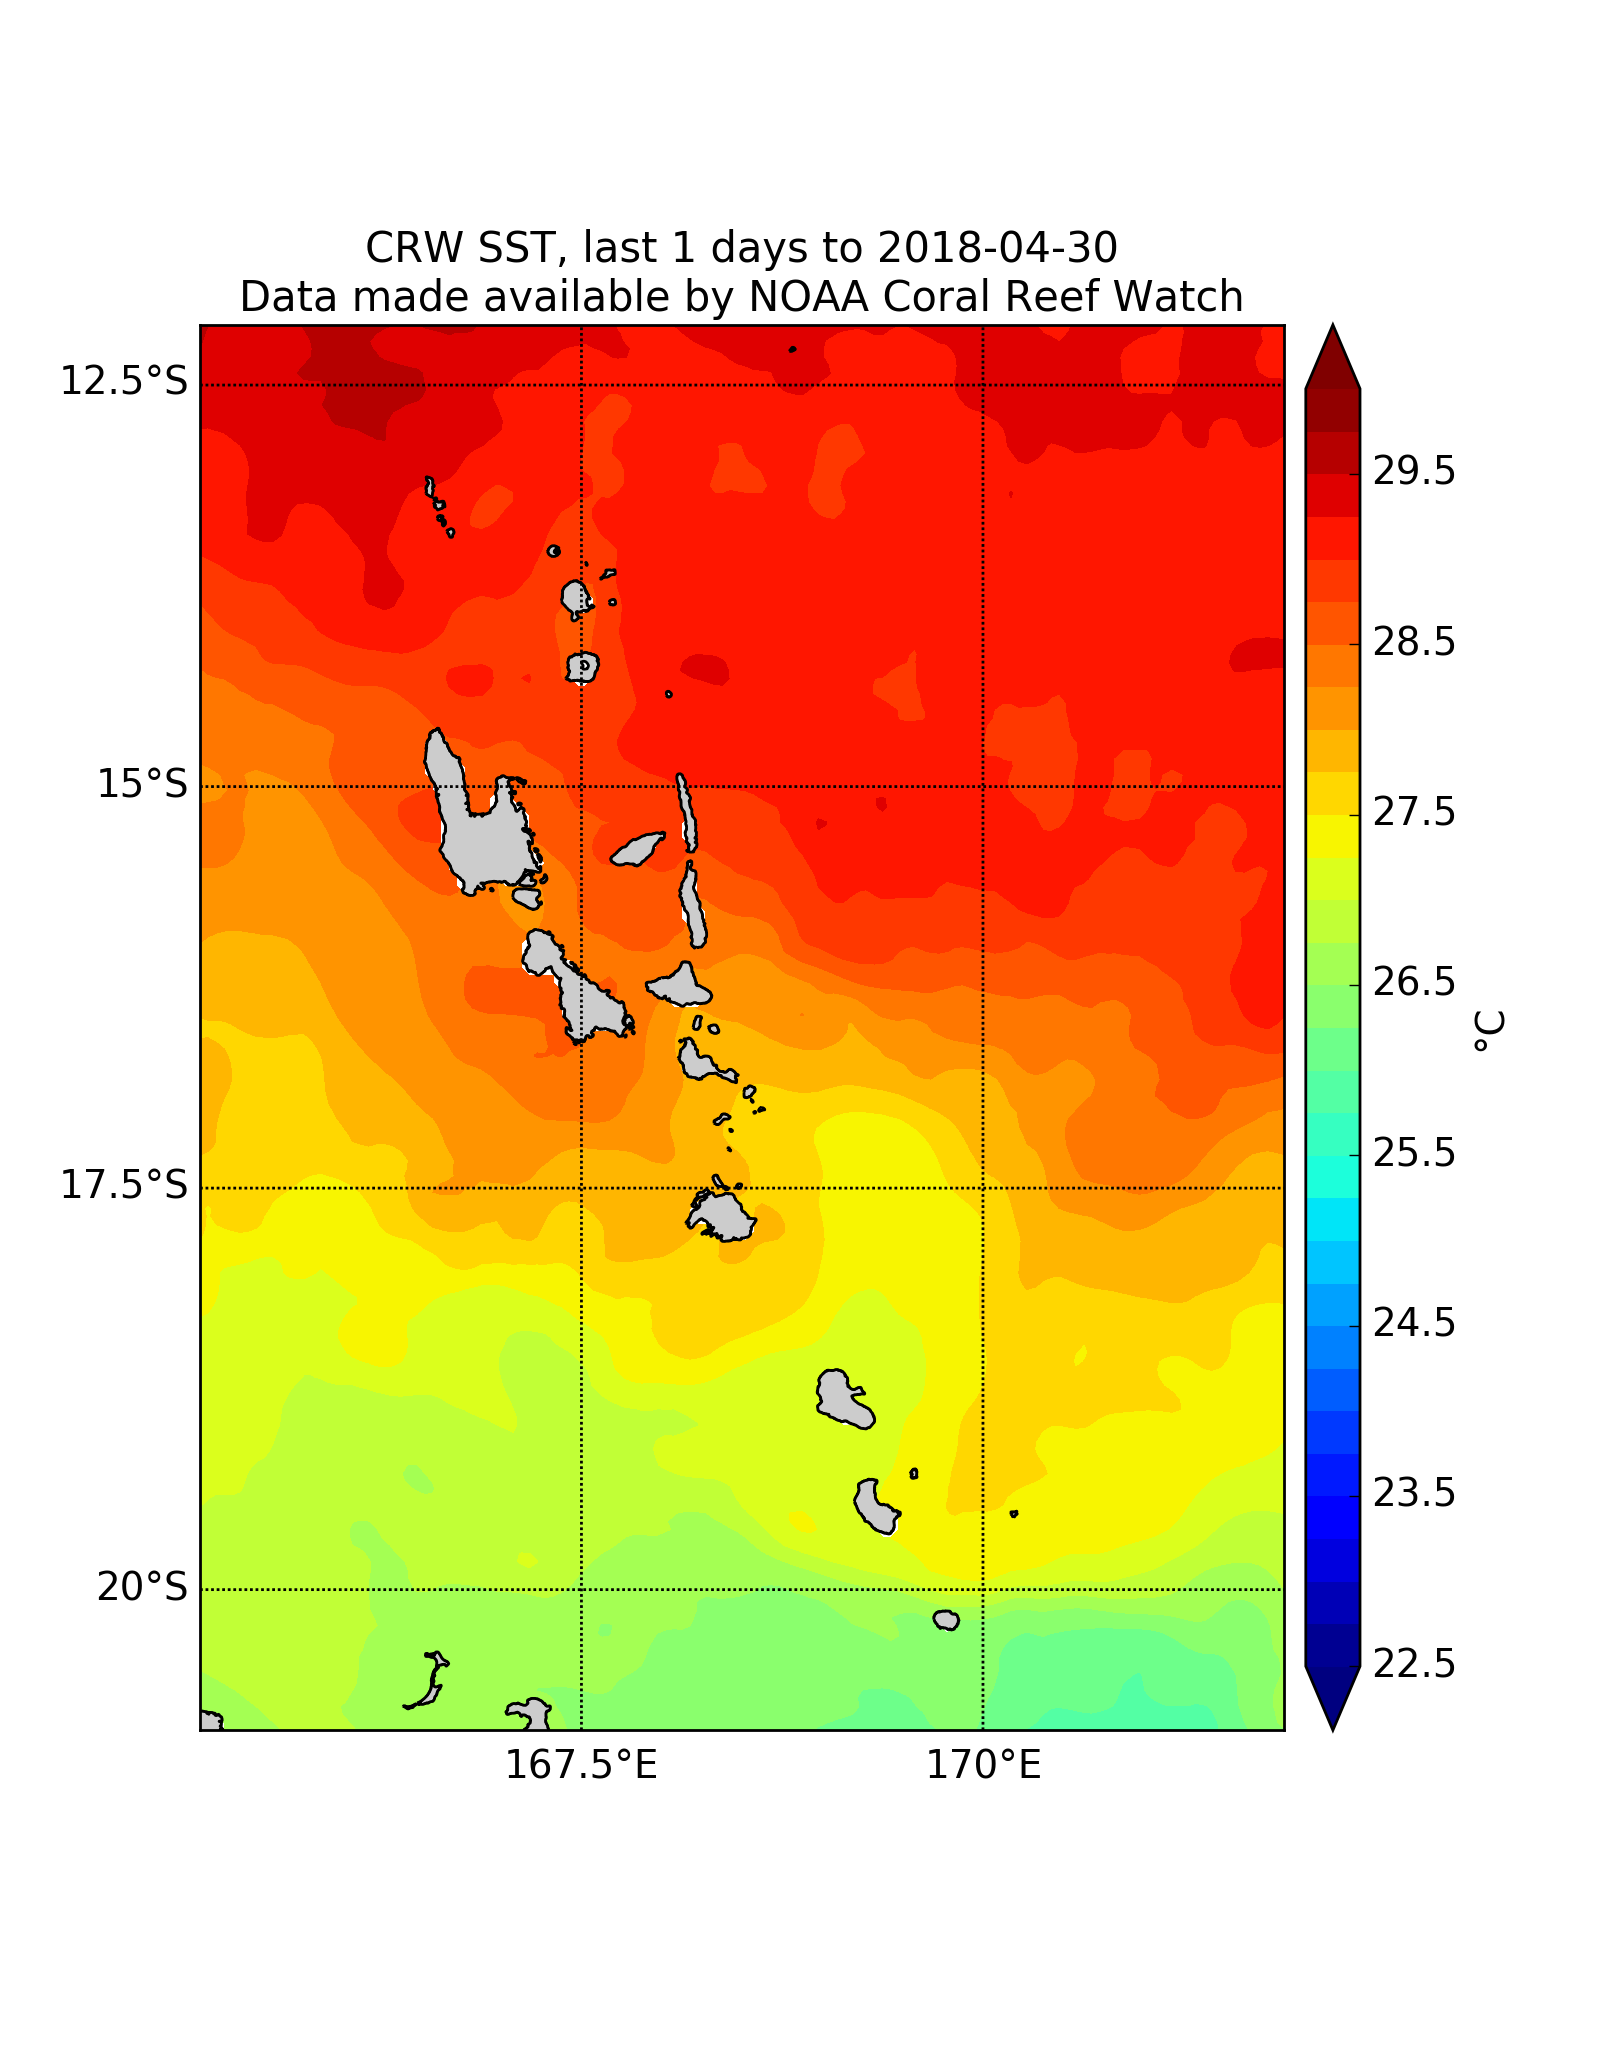 CRW SST, last 1 days to 2018-04-30
Data made available by NOAA Coral Reef Watch
12.5°S
15°S
17.5°S
20°S
167.5°E
170°E
29.5
28.5
27.5
26.5
25.5
24.5
23.5
22.5
°C